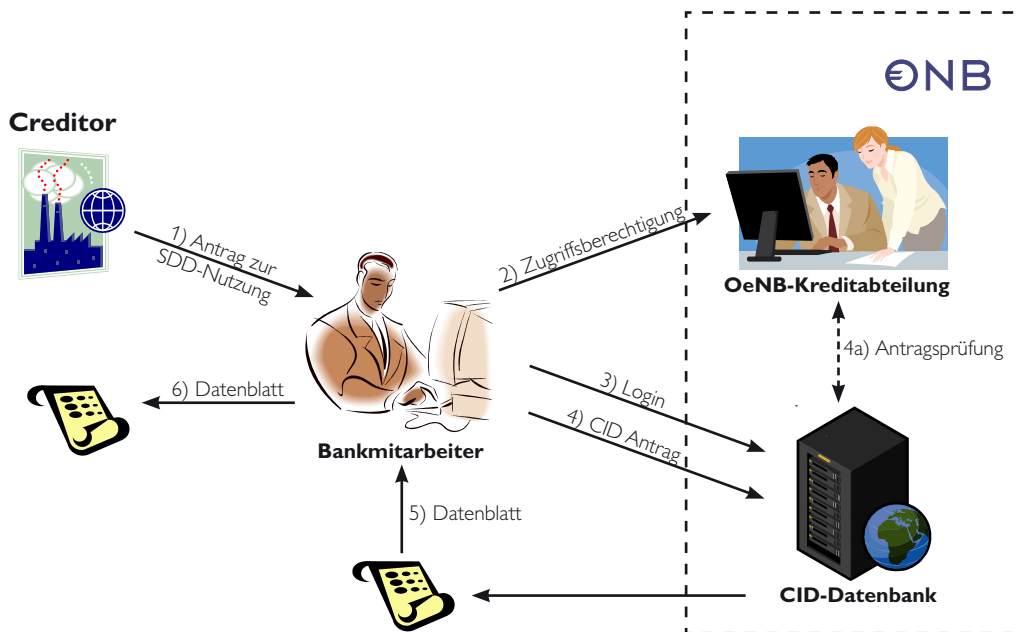 ONB
Creditor
1) Antrag zur
SDD-Nutzung
2) Zugriffsberechtigung
OeNB-Kreditabteilung
4a) Antragsprüfung
3) Login
4) CID Antrag
6) Datenblatt
Bankmitarbeiter
5) Datenblatt
CID-Datenbank